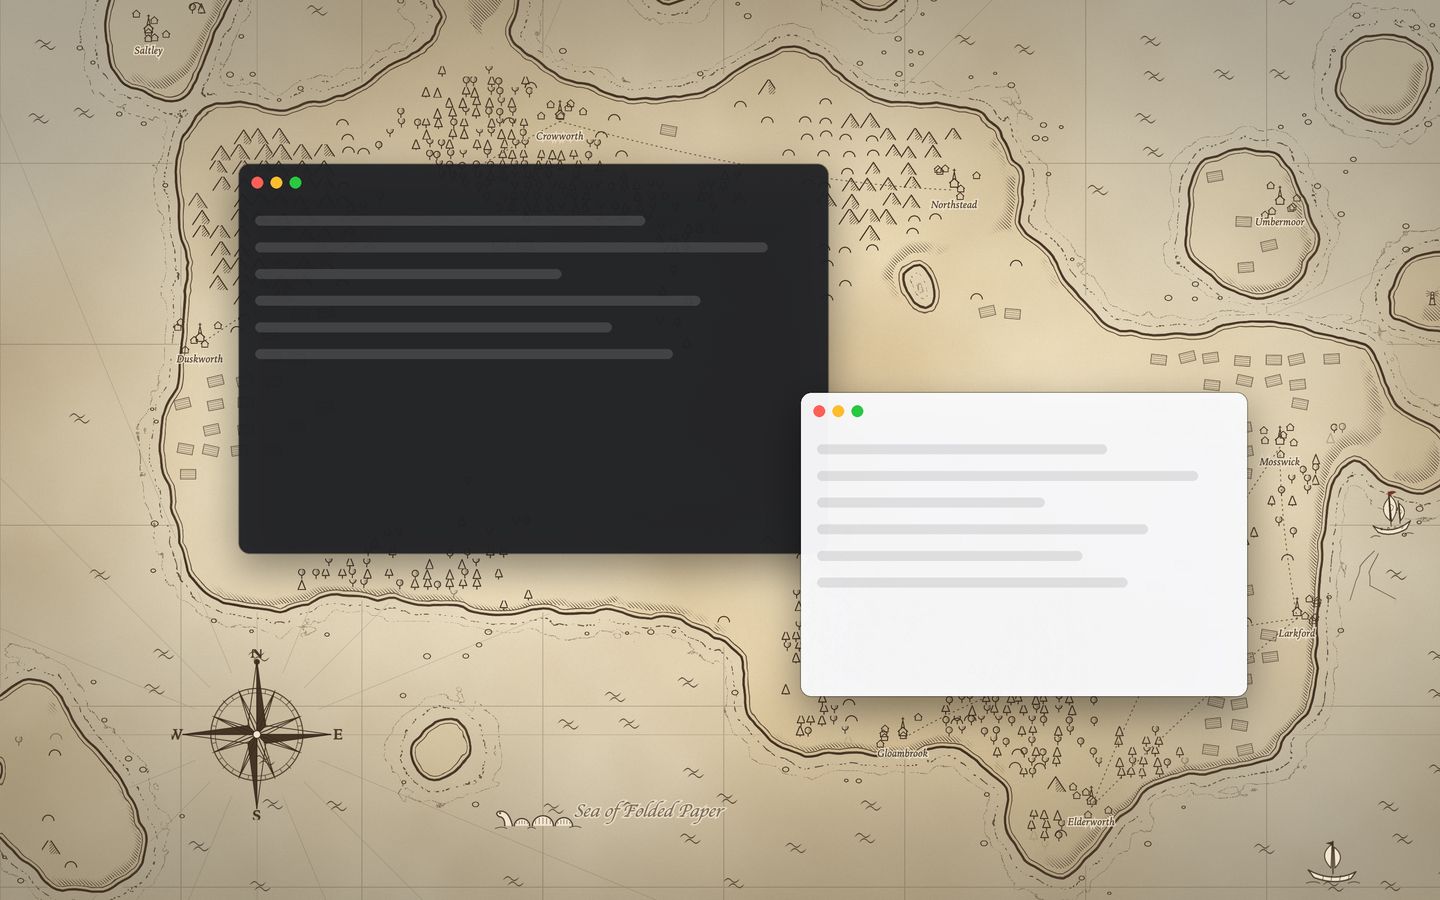 Saltley
Crowworth
Northstead
Umbermoor
Duskworth
Mosswick
Larkford
N
W
E
S
Gloambrook
Sea of Folded Paper
Elderworth